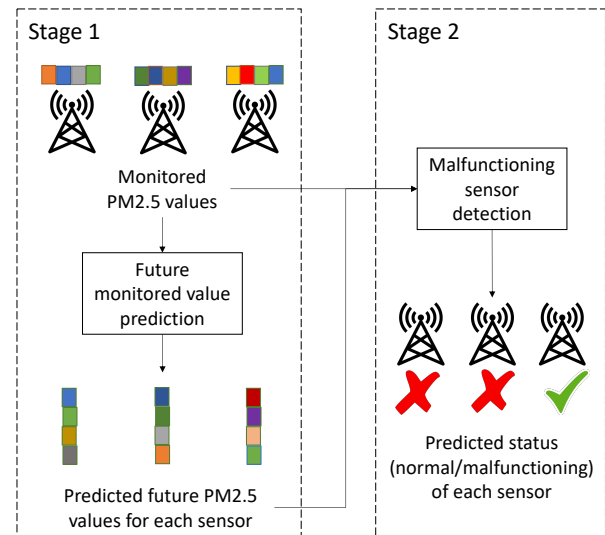 Stage 1
Monitored
PM2.5 values
Future
monitored value
prediction
Predicted future PM2.5
values for each sensor
Stage 2
Malfunctioning
sensor
detection
Predicted status
(normal/malfunctioning)
of each sensor